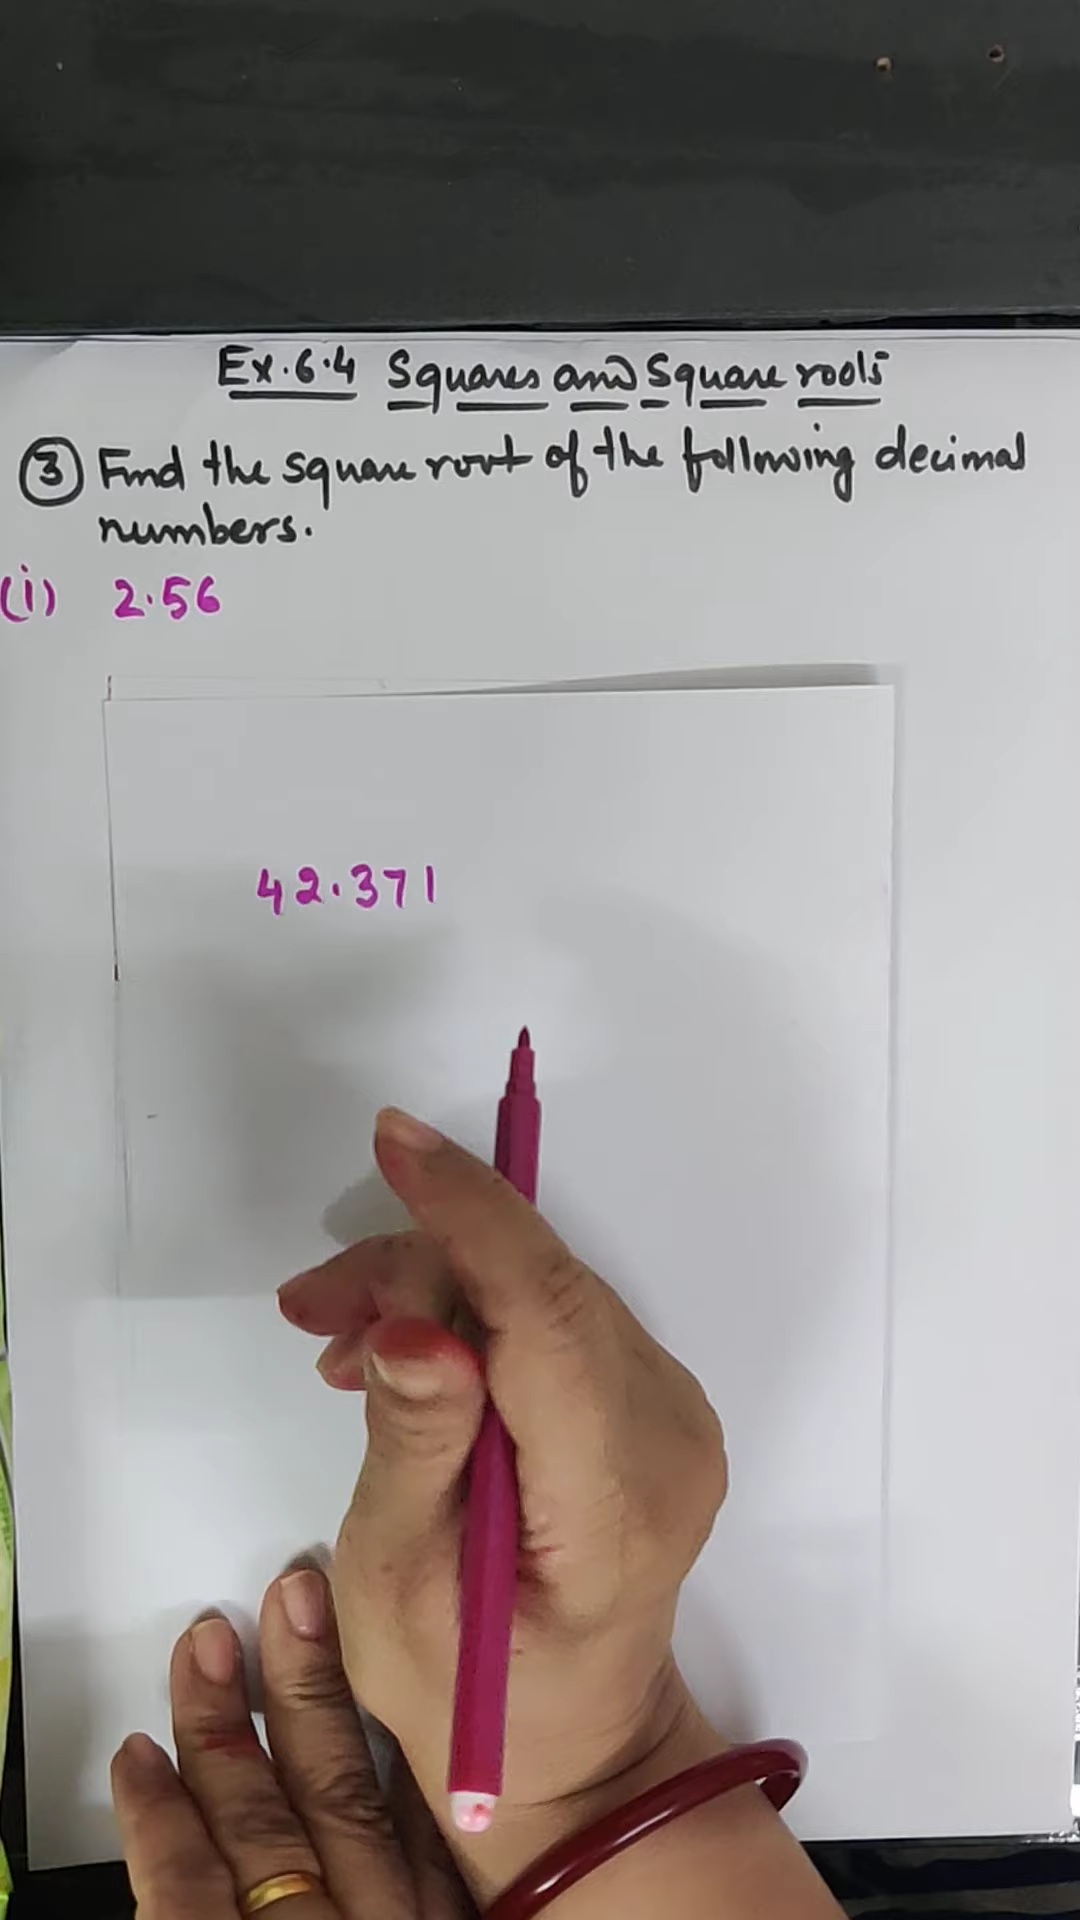 Ex.6.4 Squares and Square roots
③ Find the square root of the following decimal
numbers.
(i) 2.56
42.371